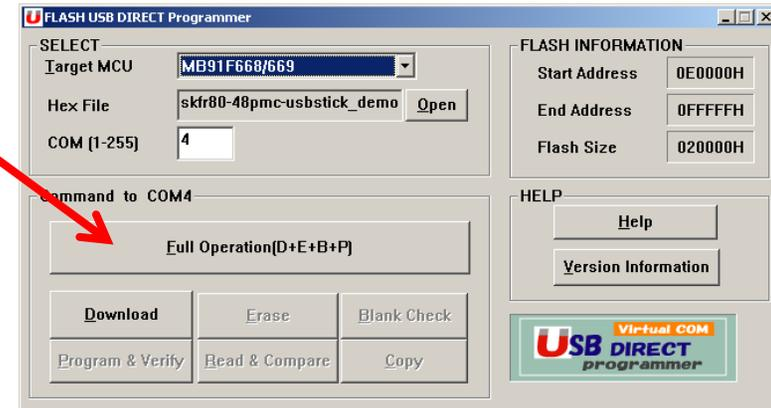 FLASH USB DIRECT Programmer
SELECT
Target MCU
MB91F668/669
Hex File
skfr80-48pmc-usbstick_demo
Open
COM (1-255)
4
FLASH INFORMATION
Start Address
0E0000H
End Address
0FFFFFH
Flash Size
020000H
Command to COM4
Full Operation(D+E+B+P)
Download
Erase
Blank Check
Program & Verify
Read & Compare
Copy
HELP
Help
Version Information
Virtual COM
USB DIRECT
programmer